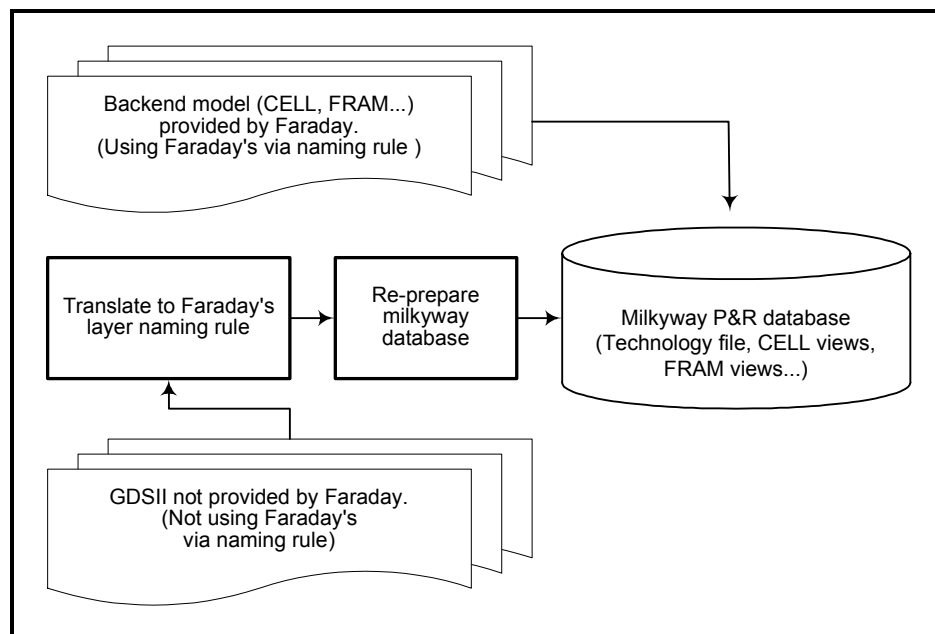 Backend model (CELL, FRAM...)
provided by Faraday.
(Using Faraday's via naming rule )
Translate to Faraday's
layer naming rule
Re-prepare
milkyway
database
Milkyway P&R database
(Technology file, CELL views,
FRAM views...)
GDSII not provided by Faraday.
(Not using Faraday's
via naming rule)